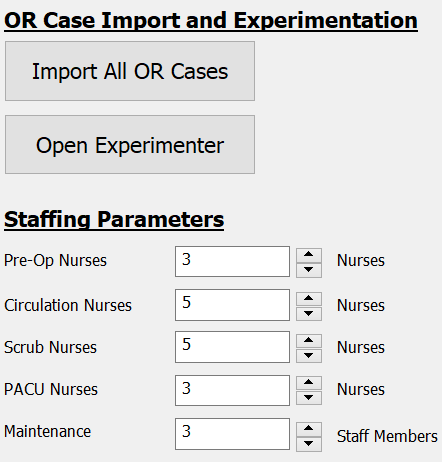 OR Case Import and Experimentation
Import All OR Cases
Open Experimenter
Staffing Parameters
Pre-Op Nurses 3 Nurses
Circulation Nurses 5 Nurses
Scrub Nurses 5 Nurses
PACU Nurses 3 Nurses
Maintenance 3 Staff Members